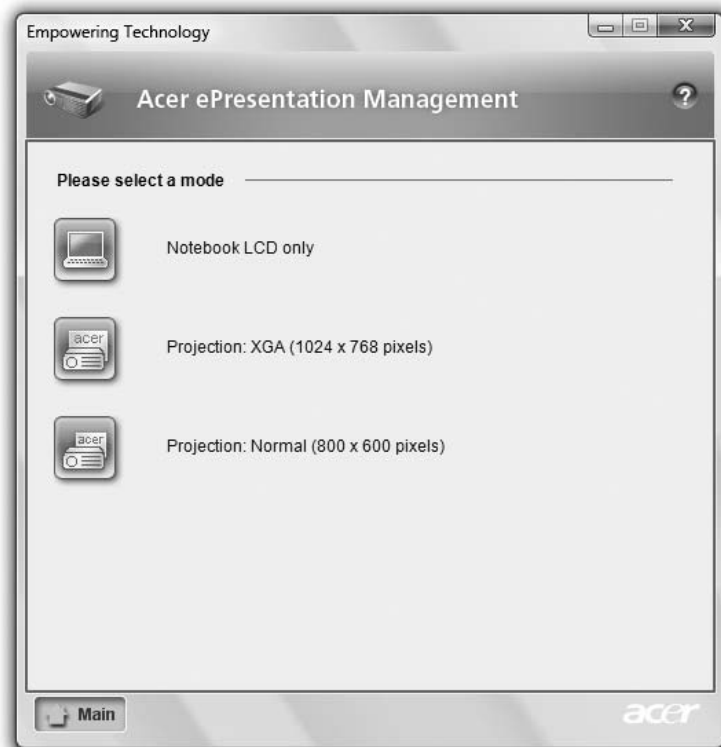 Empowering Technology
Acer ePresentation Management
?
Please select a mode
Notebook LCD only
acer
Projection: XGA (1024 x 768 pixels)
acer
Projection: Normal (800 x 600 pixels)
Main
acer